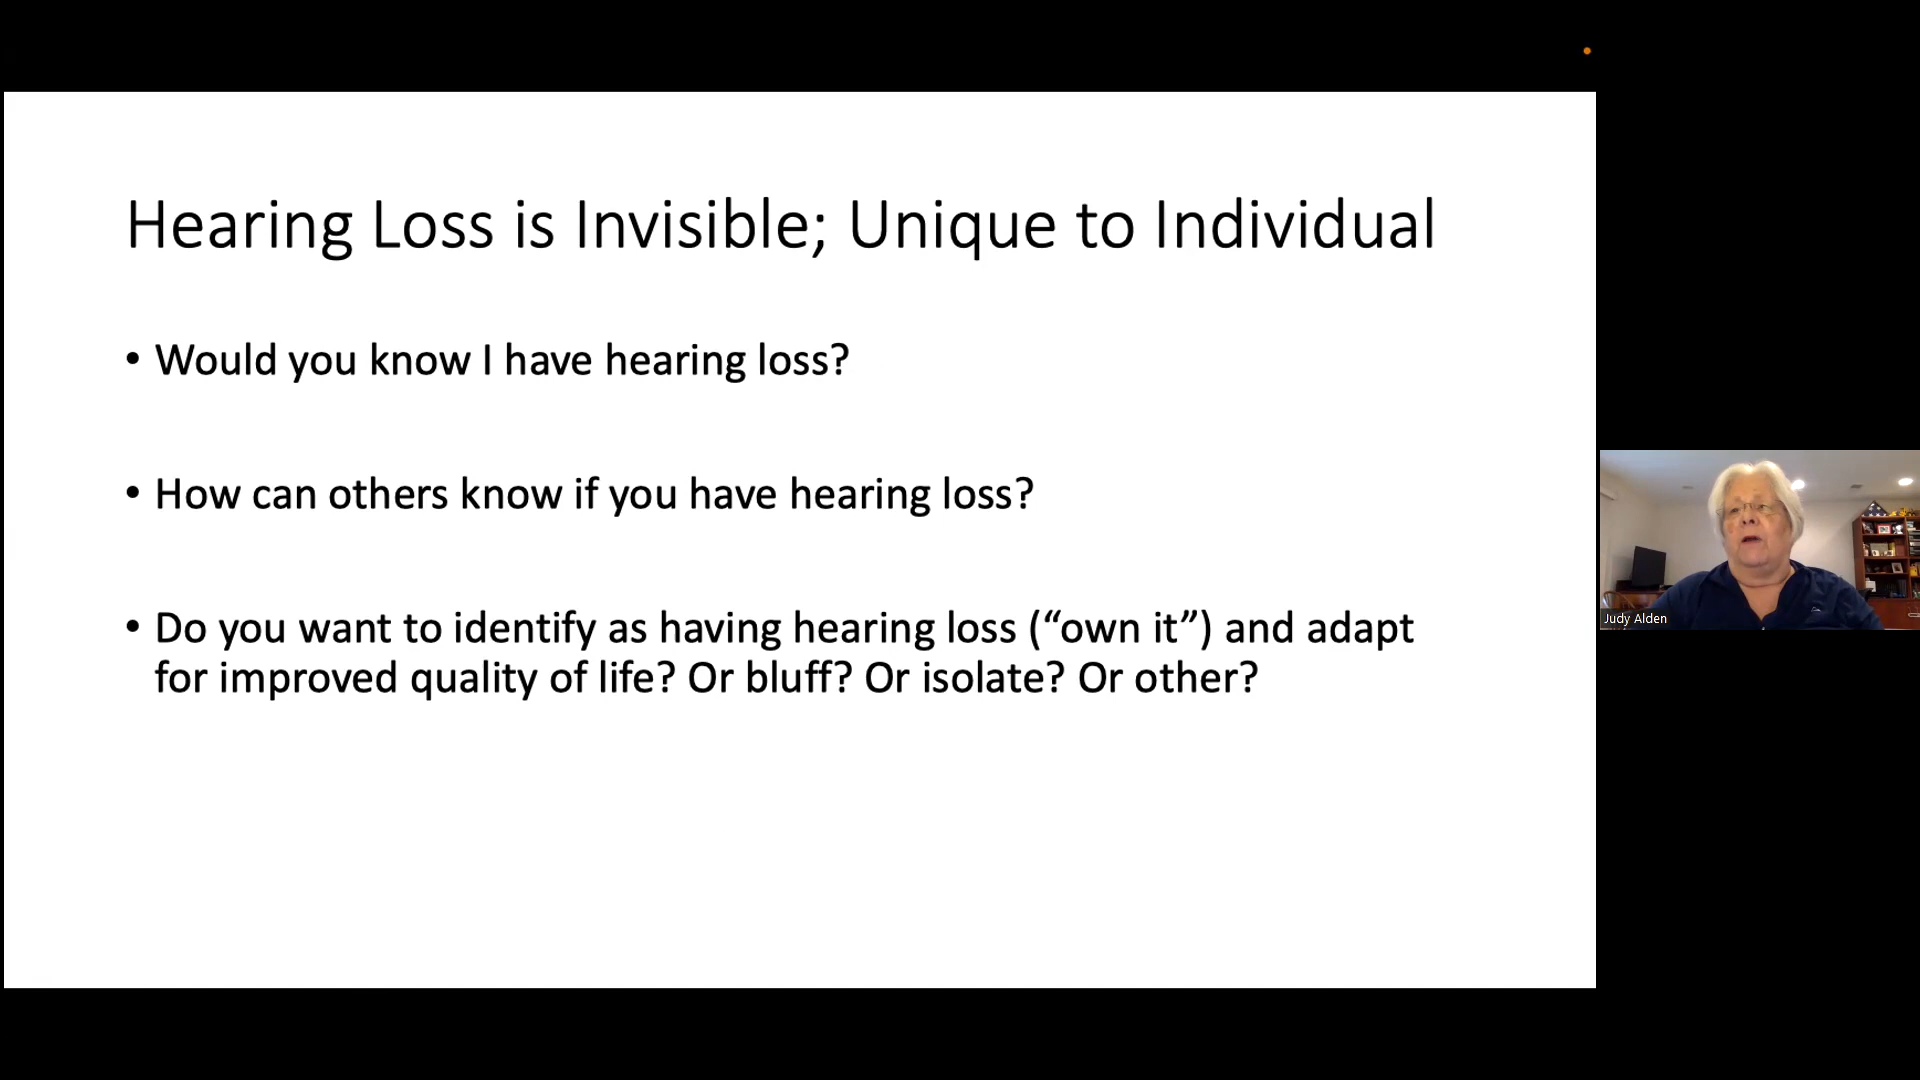 Hearing Loss is Invisible; Unique to Individual
• Would you know I have hearing loss?
• How can others know if you have hearing loss?
• Do you want to identify as having hearing loss (“own it”) and adapt
for improved quality of life? Or bluff? Or isolate? Or other?
Judy Alden